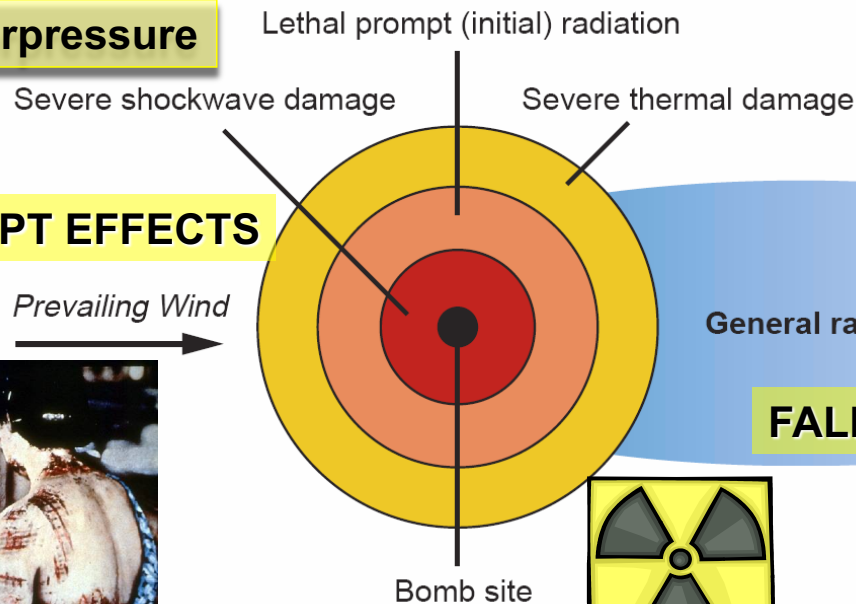 rpressure
Lethal prompt (initial) radiation
Severe shockwave damage
Severe thermal damage
PT EFFECTS
Prevailing Wind
General ra
FALL
Bomb site